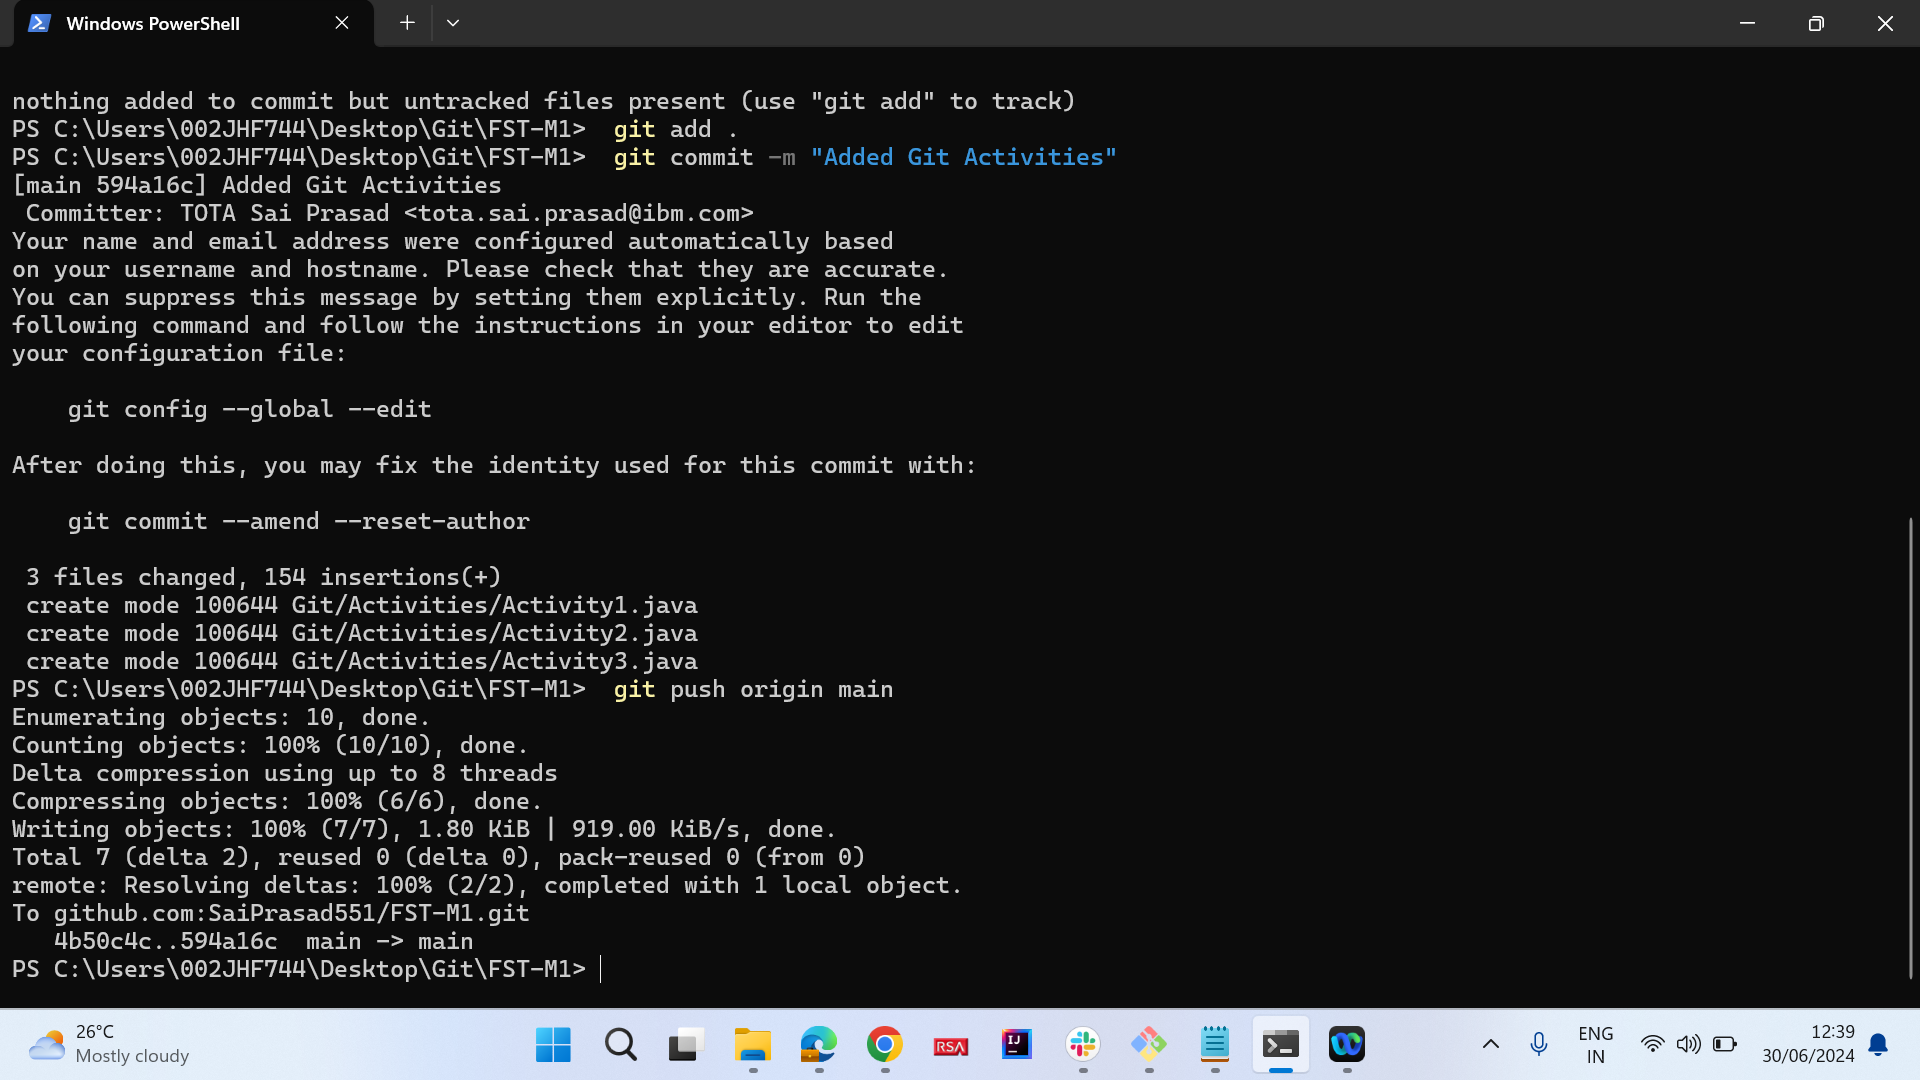 Windows PowerShell
nothing added to commit but untracked files present (use "git add" to track)
PS C:\Users\002JHF744\Desktop\Git\FST-M1>  git add .
PS C:\Users\002JHF744\Desktop\Git\FST-M1>  git commit -m "Added Git Activities"
[main 594a16c] Added Git Activities
 Committer: TOTA Sai Prasad <tota.sai.prasad@ibm.com>
Your name and email address were configured automatically based
on your username and hostname. Please check that they are accurate.
You can suppress this message by setting them explicitly. Run the
following command and follow the instructions in your editor to edit
your configuration file:
    git config --global --edit
After doing this, you may fix the identity used for this commit with:
    git commit --amend --reset-author
 3 files changed, 154 insertions(+)
 create mode 100644 Git/Activities/Activity1.java
 create mode 100644 Git/Activities/Activity2.java
 create mode 100644 Git/Activities/Activity3.java
PS C:\Users\002JHF744\Desktop\Git\FST-M1>  git push origin main
Enumerating objects: 10, done.
Counting objects: 100% (10/10), done.
Delta compression using up to 8 threads
Compressing objects: 100% (6/6), done.
Writing objects: 100% (7/7), 1.80 KiB | 919.00 KiB/s, done.
Total 7 (delta 2), reused 0 (delta 0), pack-reused 0 (from 0)
remote: Resolving deltas: 100% (2/2), completed with 1 local object.
To github.com:SaiPrasad551/FST-M1.git
   4b50c4c..594a16c  main -> main
PS C:\Users\002JHF744\Desktop\Git\FST-M1>
26°C
Mostly cloudy
RSA
IJ
ENG
IN
12:39
30/06/2024